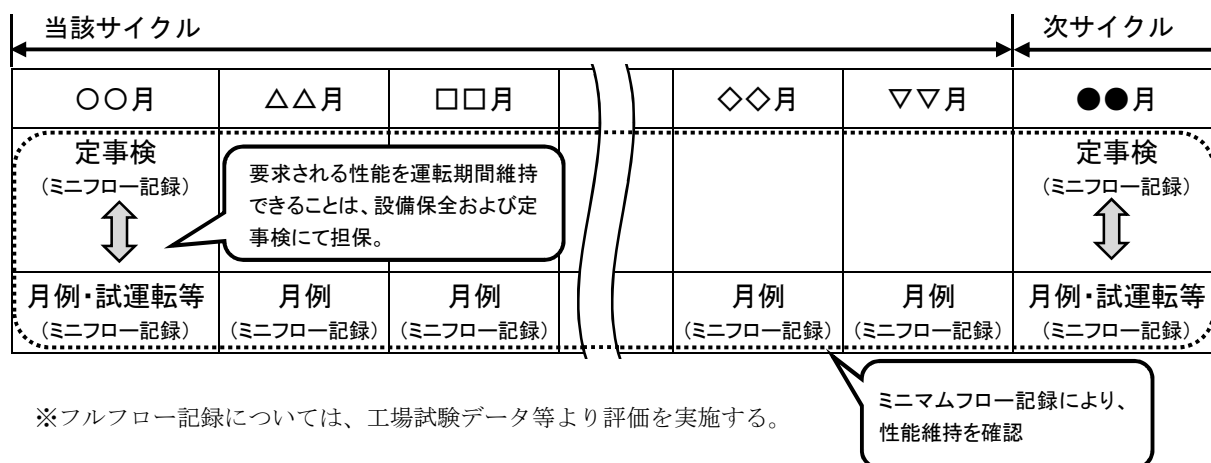 当該サイクル 次サイクル
○○月 △△月 □□月 ◇◇月 ▽▽月 ●●月
定事検 定事検
(ミニフロー記録) (ミニフロー記録)
要求される性能を運転期間維持
できることは、設備保全および定
事検にて担保。
月例・試運転等 月例 月例 月例 月例 月例・試運転等
(ミニフロー記録) (ミニフロー記録) (ミニフロー記録) (ミニフロー記録) (ミニフロー記録) (ミニフロー記録)
※フルフロー記録については、工場試験データ等より評価を実施する。
ミニマムフロー記録により、
性能維持を確認